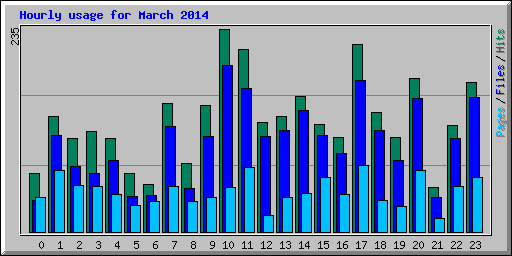 Hourly usage for March 2014
235
Pages / Files / Hits
0 1 2 3 4 5 6 7 8 9 10 11 12 13 14 15 16 17 18 19 20 21 22 23